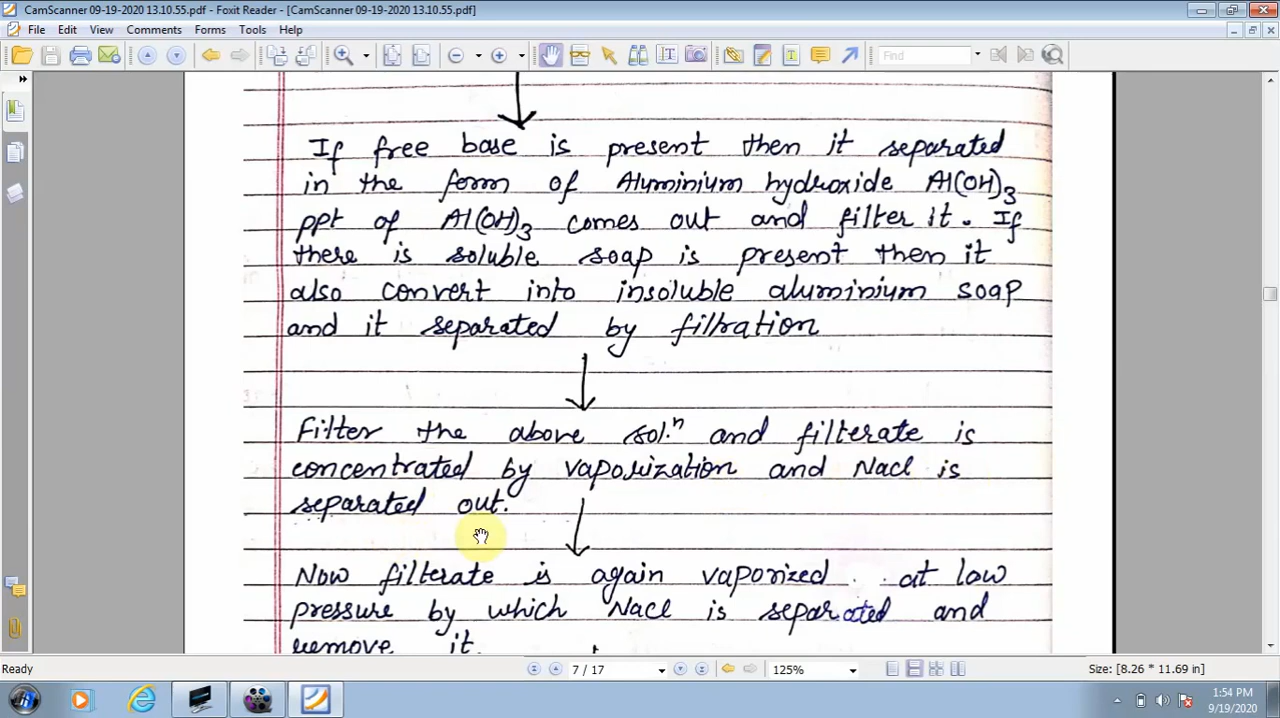 CamScanner 09-19-2020 13.10.55.pdf - Foxit Reader - [CamScanner 09-19-2020 13.10.55.pdf]
File Edit View Comments Forms Tools Help
Find
If free base is present then it separated
in the form of Aluminium hydroxide Al(OH)3
ppt of Al(OH)3 comes out and filter it. If
there is soluble soap is present then it
also convert into insoluble aluminium soap
and it separated by filtration
Filter the above sol.n and filterate is
concentrated by vaporization and Nacl is
separated out.
Now filterate is again vaporized at low
pressure by which Nacl is separated and
remove it.
Ready
7 / 17
125%
Size: [8.26 * 11.69 in]
1:54 PM
9/19/2020